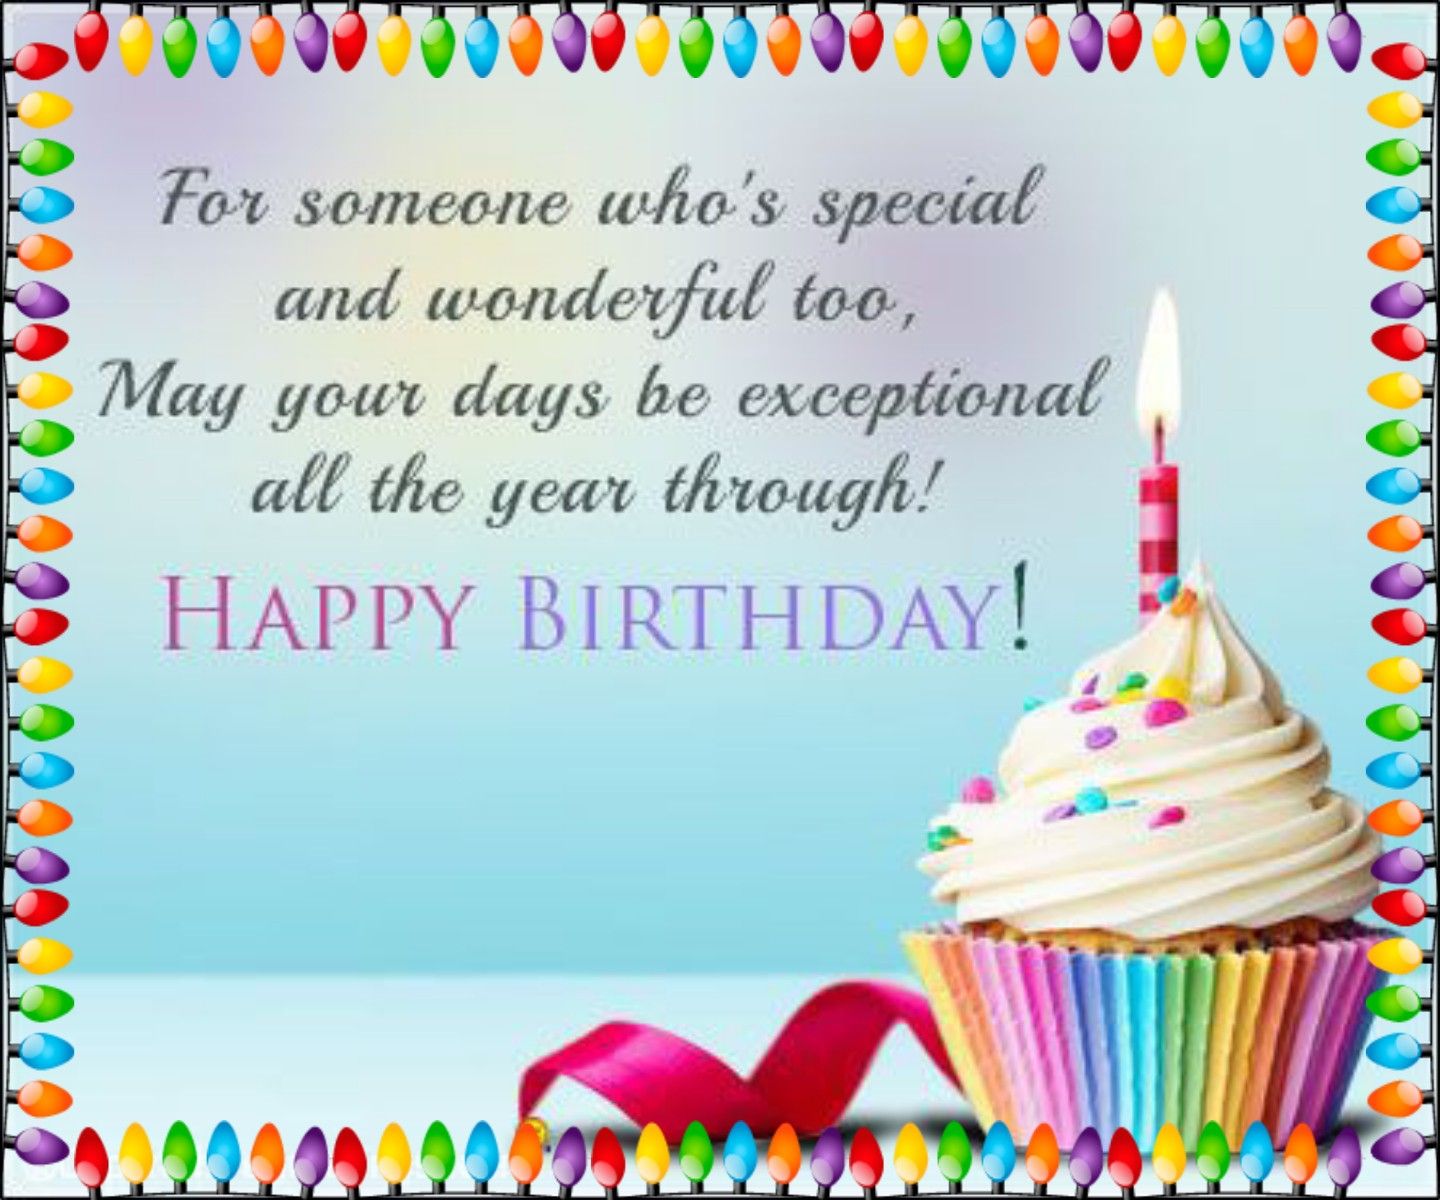 For someone who's special
and wonderful too,
May your days be exceptional
all the year through!
HAPPY BIRTHDAY!